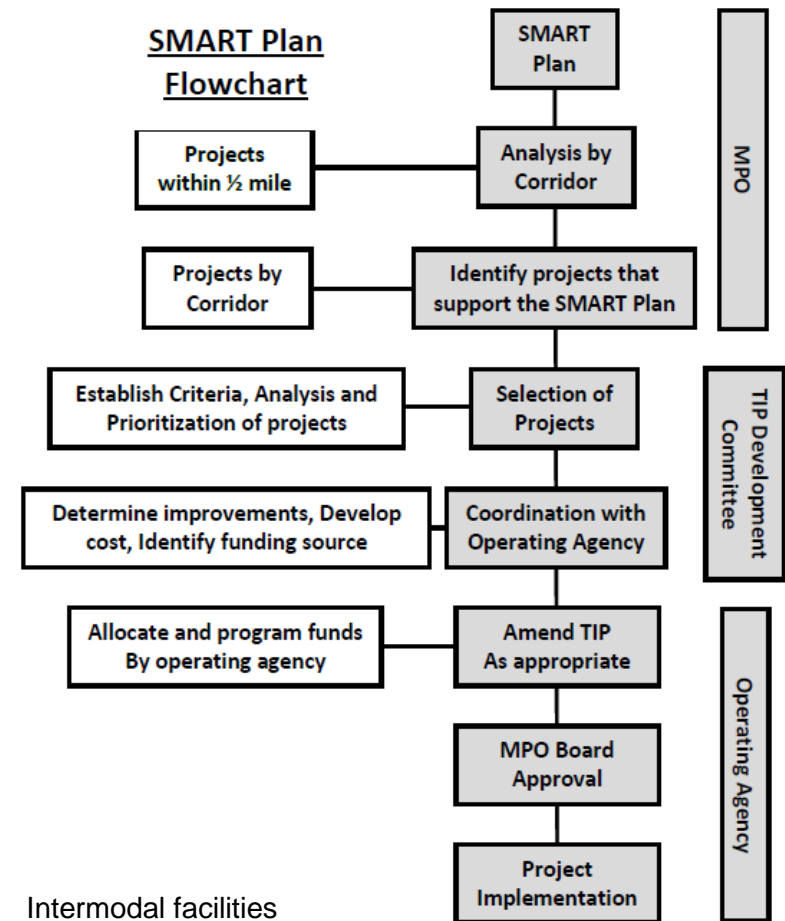 SMART Plan
Flowchart
SMART
Plan
MPO
Projects
within ½ mile
Analysis by
Corridor
Projects by
Corridor
Identify projects that
support the SMART Plan
TIP Development
Committee
Establish Criteria, Analysis and
Prioritization of projects
Selection of
Projects
Determine improvements, Develop
cost, Identify funding source
Coordination with
Operating Agency
Allocate and program funds
By operating agency
Amend TIP
As appropriate
Operating Agency
MPO Board
Approval
Project
Implementation
Intermodal facilities